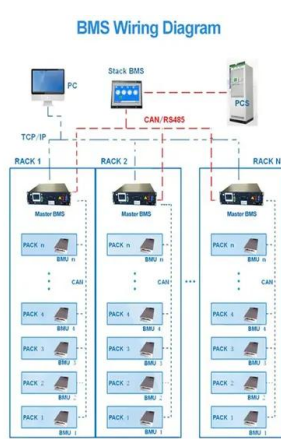 BMS Wiring Diagram
PC
Stack BMS
PCS
CAN/RS485
TCP/IP
RACK 1
RACK 2
RACK N
Master BMS
Master BMS
Master BMS
PACK n
BMU n
PACK n
BMU n
PACK n
BMU n
CAN
CAN
CAN
PACK 4
BMU 4
PACK 4
BMU 4
PACK 4
BMU 4
PACK 3
BMU 3
PACK 3
BMU 3
PACK 3
BMU 3
PACK 2
BMU 2
PACK 2
BMU 2
PACK 2
BMU 2
PACK 1
BMU 1
PACK 1
BMU 1
PACK 1
BMU 1